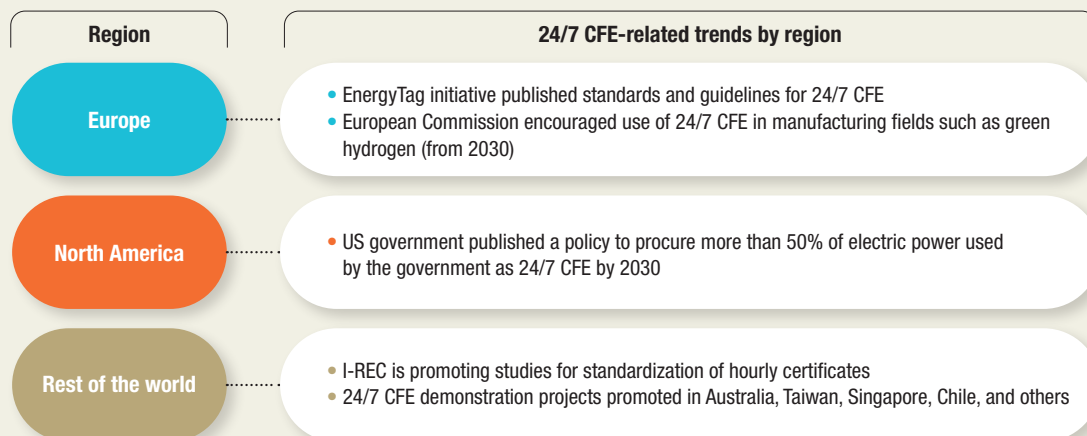 Region
24/7 CFE-related trends by region
Europe
• EnergyTag initiative published standards and guidelines for 24/7 CFE
• European Commission encouraged use of 24/7 CFE in manufacturing fields such as green
hydrogen (from 2030)
North America
• US government published a policy to procure more than 50% of electric power used
by the government as 24/7 CFE by 2030
Rest of the world
• I-REC is promoting studies for standardization of hourly certificates
• 24/7 CFE demonstration projects promoted in Australia, Taiwan, Singapore, Chile, and others